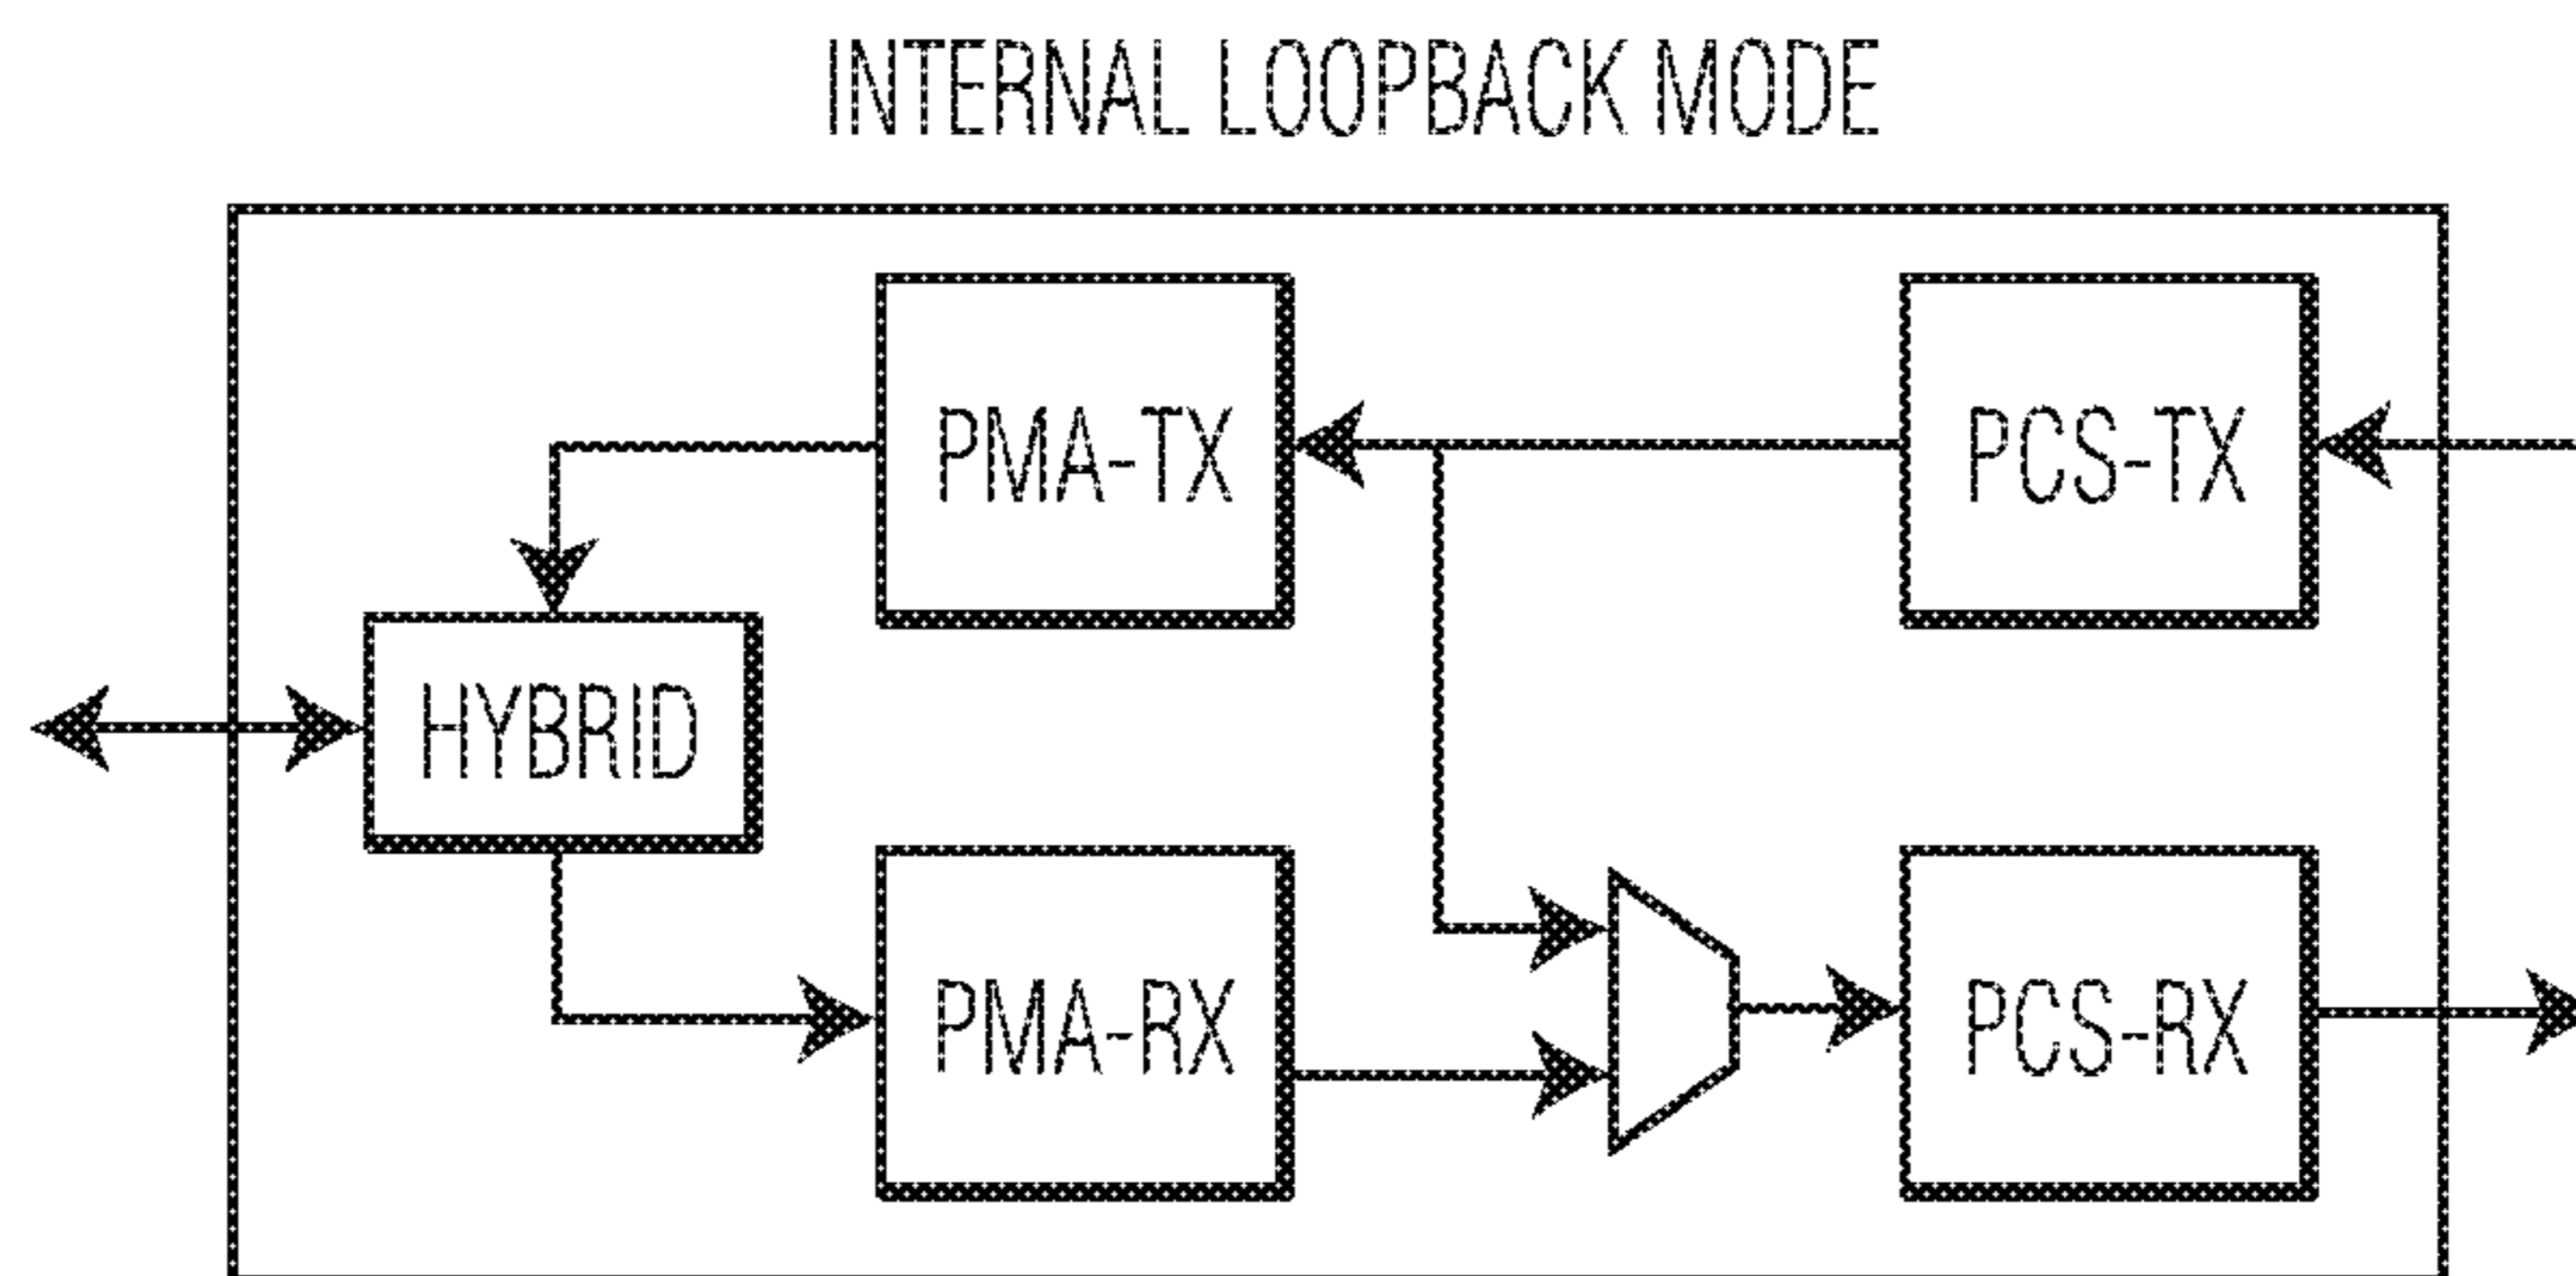 INTERNAL LOOPBACK MODE
PMA-TX
PCS-TX
HYBRID
PMA-RX
PCS-RX